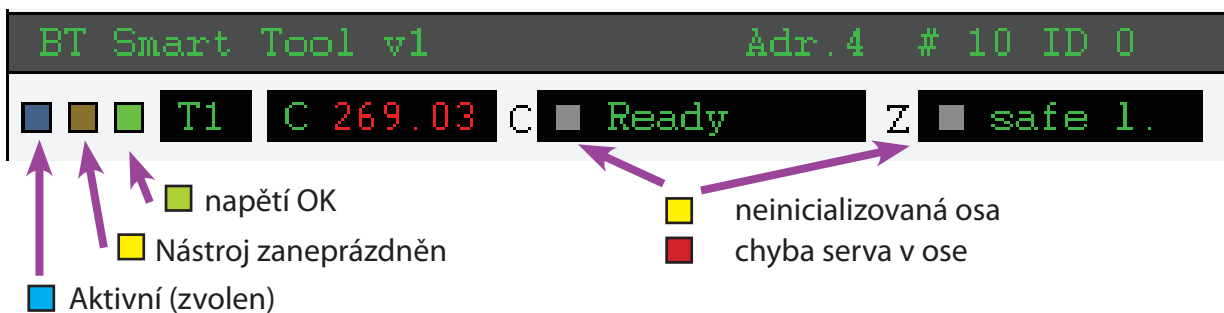 BT Smart Tool v1 Adr.4 # 10 ID 0
T1 C 269.03 C Ready Z safe l.
napětí OK
neinicializovaná osa
Nástroj zaneprázdněn
chyba serva v ose
Aktivní (zvolen)